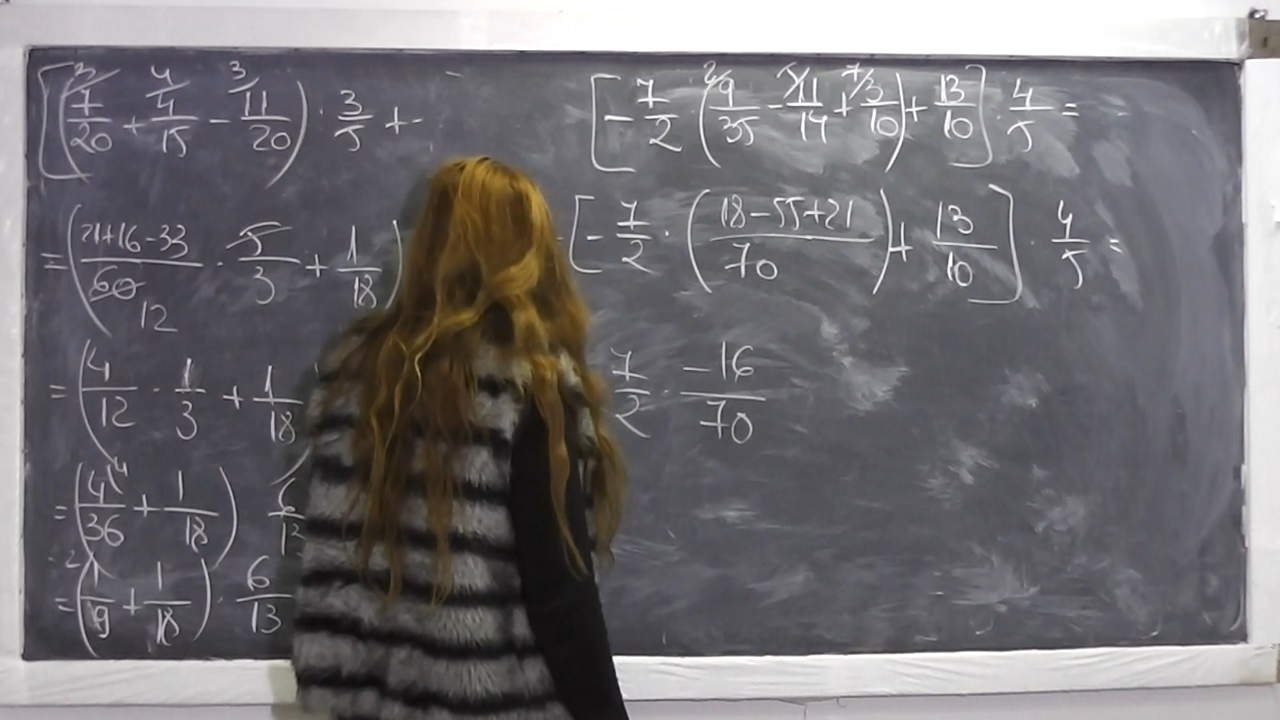 [(7/20 + 4/15 - 11/20) · 3/5 +
= (21+16-33/60 · 5/3 + 1/18)
12
= (4/12 · 1/3 + 1/18
= (4/36 + 1/18) 6/13
= (1/9 + 1/18) · 6/13
[-7/2 (9/35 - 11/14 + 3/10) + 13/10] · 4/5 =
[-7/2 · (18-55+21/70) + 13/10] · 4/5 =
7/2 · -16/70